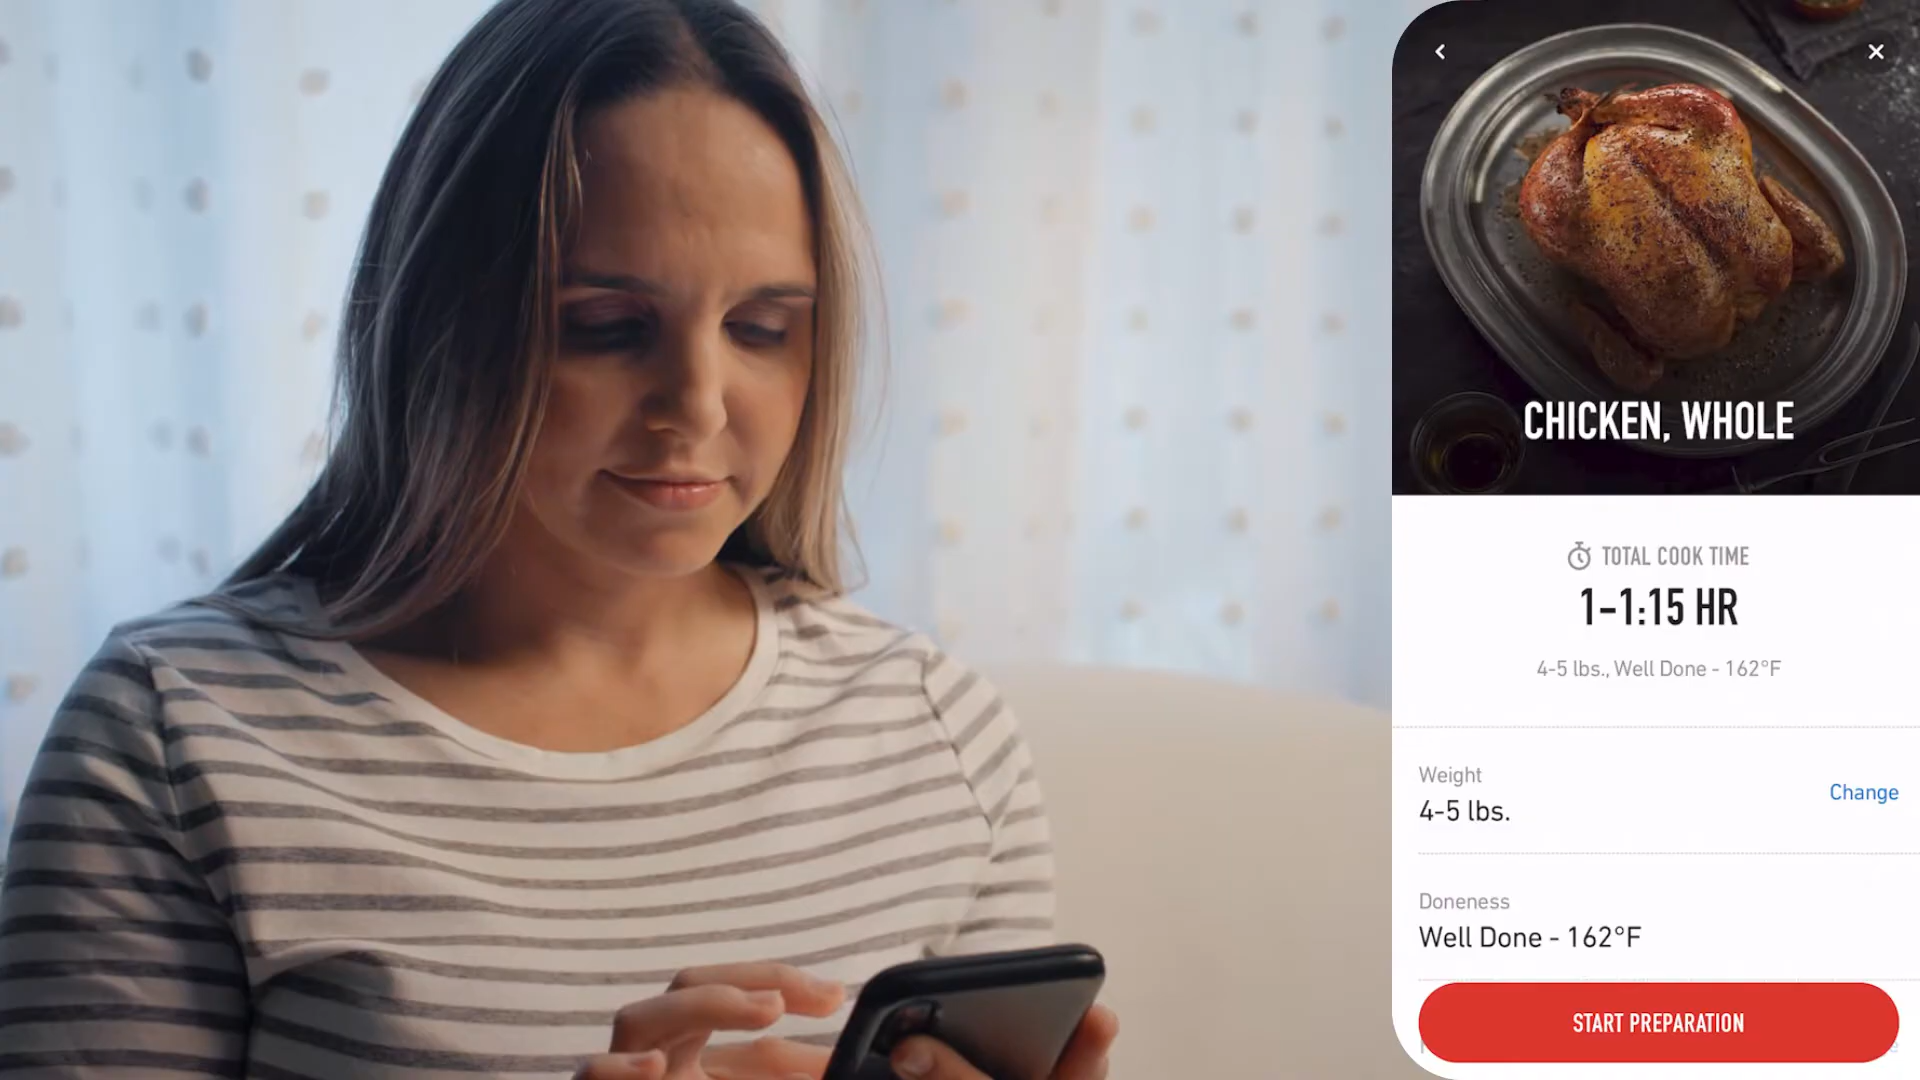 CHICKEN, WHOLE
TOTAL COOK TIME
1-1:15 HR
4-5 lbs., Well Done - 162°F
Weight
4-5 lbs.
Change
Doneness
Well Done - 162°F
START PREPARATION